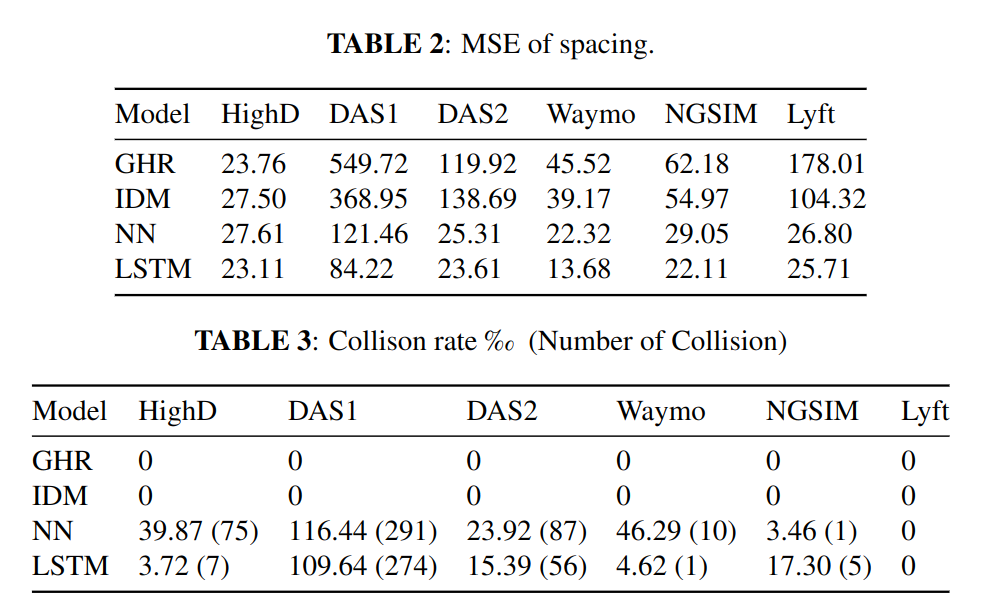 TABLE 2: MSE of spacing.
Model HighD DAS1 DAS2 Waymo NGSIM Lyft
GHR 23.76 549.72 119.92 45.52 62.18 178.01
IDM 27.50 368.95 138.69 39.17 54.97 104.32
NN 27.61 121.46 25.31 22.32 29.05 26.80
LSTM 23.11 84.22 23.61 13.68 22.11 25.71
TABLE 3: Collison rate ‰ (Number of Collision)
Model HighD DAS1 DAS2 Waymo NGSIM Lyft
GHR 0 0 0 0 0 0
IDM 0 0 0 0 0 0
NN 39.87 (75) 116.44 (291) 23.92 (87) 46.29 (10) 3.46 (1) 0
LSTM 3.72 (7) 109.64 (274) 15.39 (56) 4.62 (1) 17.30 (5) 0